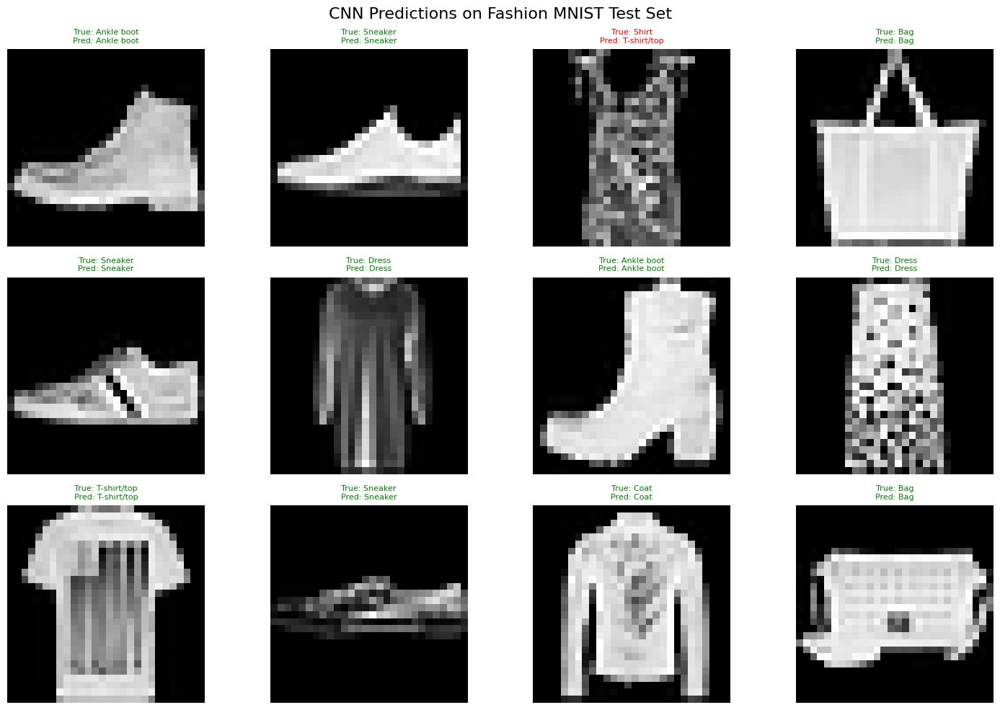 CNN Predictions on Fashion MNIST Test Set
True: Ankle boot
Pred: Ankle boot
True: Sneaker
Pred: Sneaker
True: Shirt
Pred: T-shirt/top
True: Bag
Pred: Bag
True: Sneaker
Pred: Sneaker
True: Dress
Pred: Dress
True: Ankle boot
Pred: Ankle boot
True: Dress
Pred: Dress
True: T-shirt/top
Pred: T-shirt/top
True: Sneaker
Pred: Sneaker
True: Coat
Pred: Coat
True: Bag
Pred: Bag